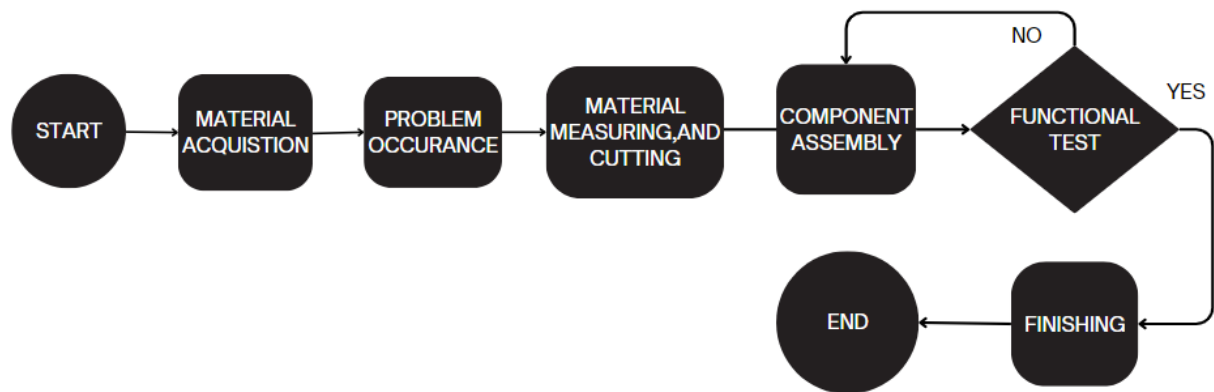 START
MATERIAL
ACQUISTION
PROBLEM
OCCURANCE
MATERIAL
MEASURING,AND
CUTTING
COMPONENT
ASSEMBLY
NO
FUNCTIONAL
TEST
YES
END
FINISHING